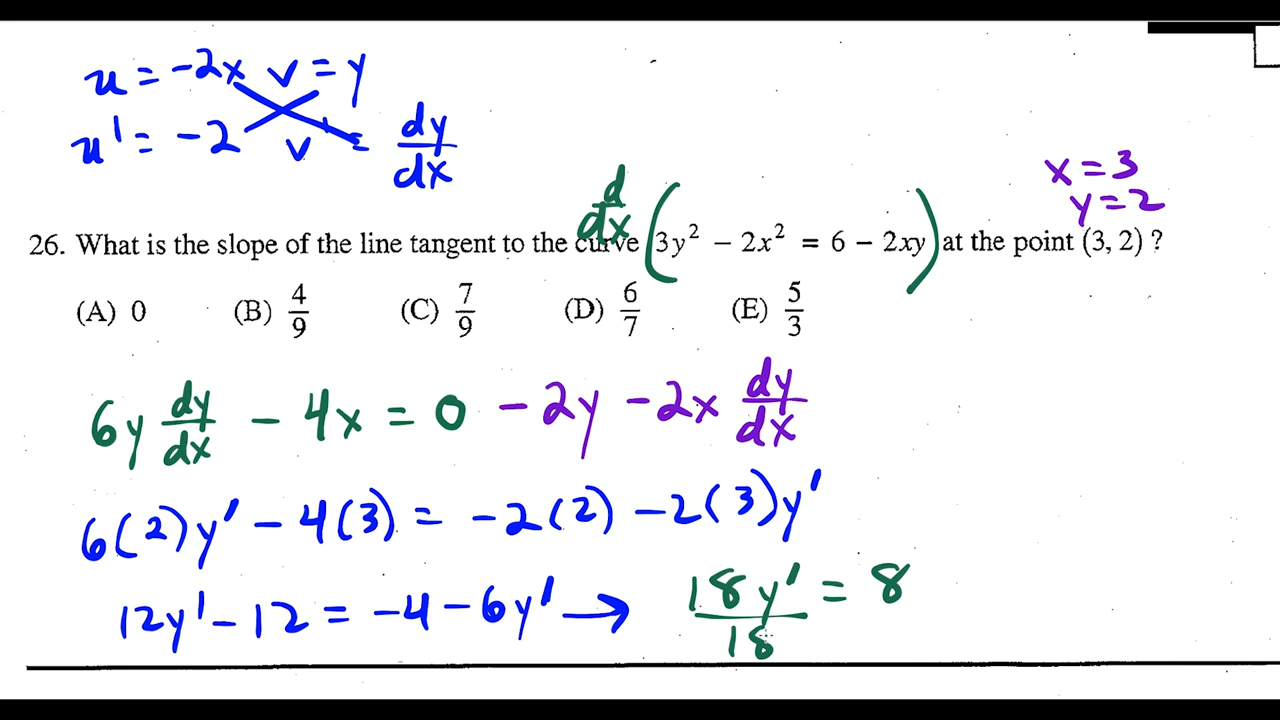 u = -2x v = y
u' = -2 v' = dy/dx
x = 3
y = 2
d/dx
26. What is the slope of the line tangent to the curve (3y² − 2x² = 6 − 2xy) at the point (3, 2) ?
(A) 0 (B) 4/9 (C) 7/9 (D) 6/7 (E) 5/3
6y dy/dx - 4x = 0 - 2y - 2x dy/dx
6(2)y' - 4(3) = -2(2) - 2(3)y'
12y' - 12 = -4 - 6y' → 18y' = 8
18